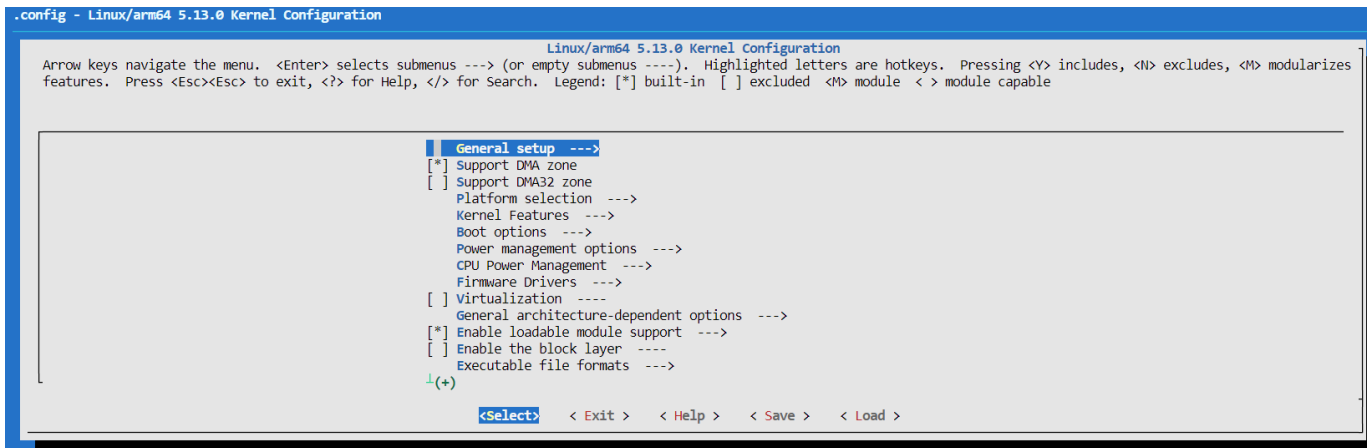 .config - Linux/arm64 5.13.0 Kernel Configuration
Linux/arm64 5.13.0 Kernel Configuration
Arrow keys navigate the menu.  <Enter> selects submenus ---> (or empty submenus ----).  Highlighted letters are hotkeys.  Pressing <Y> includes, <N> excludes, <M> modularizes
features.  Press <Esc><Esc> to exit, <?> for Help, </> for Search.  Legend: [*] built-in  [ ] excluded  <M> module  < > module capable
General setup  --->
[*] Support DMA zone
[ ] Support DMA32 zone
Platform selection  --->
Kernel Features  --->
Boot options  --->
Power management options  --->
CPU Power Management  --->
Firmware Drivers  --->
[ ] Virtualization  ----
General architecture-dependent options  --->
[*] Enable loadable module support  --->
[ ] Enable the block layer  ----
Executable file formats  --->
┴(+)
<Select>    < Exit >    < Help >    < Save >    < Load >